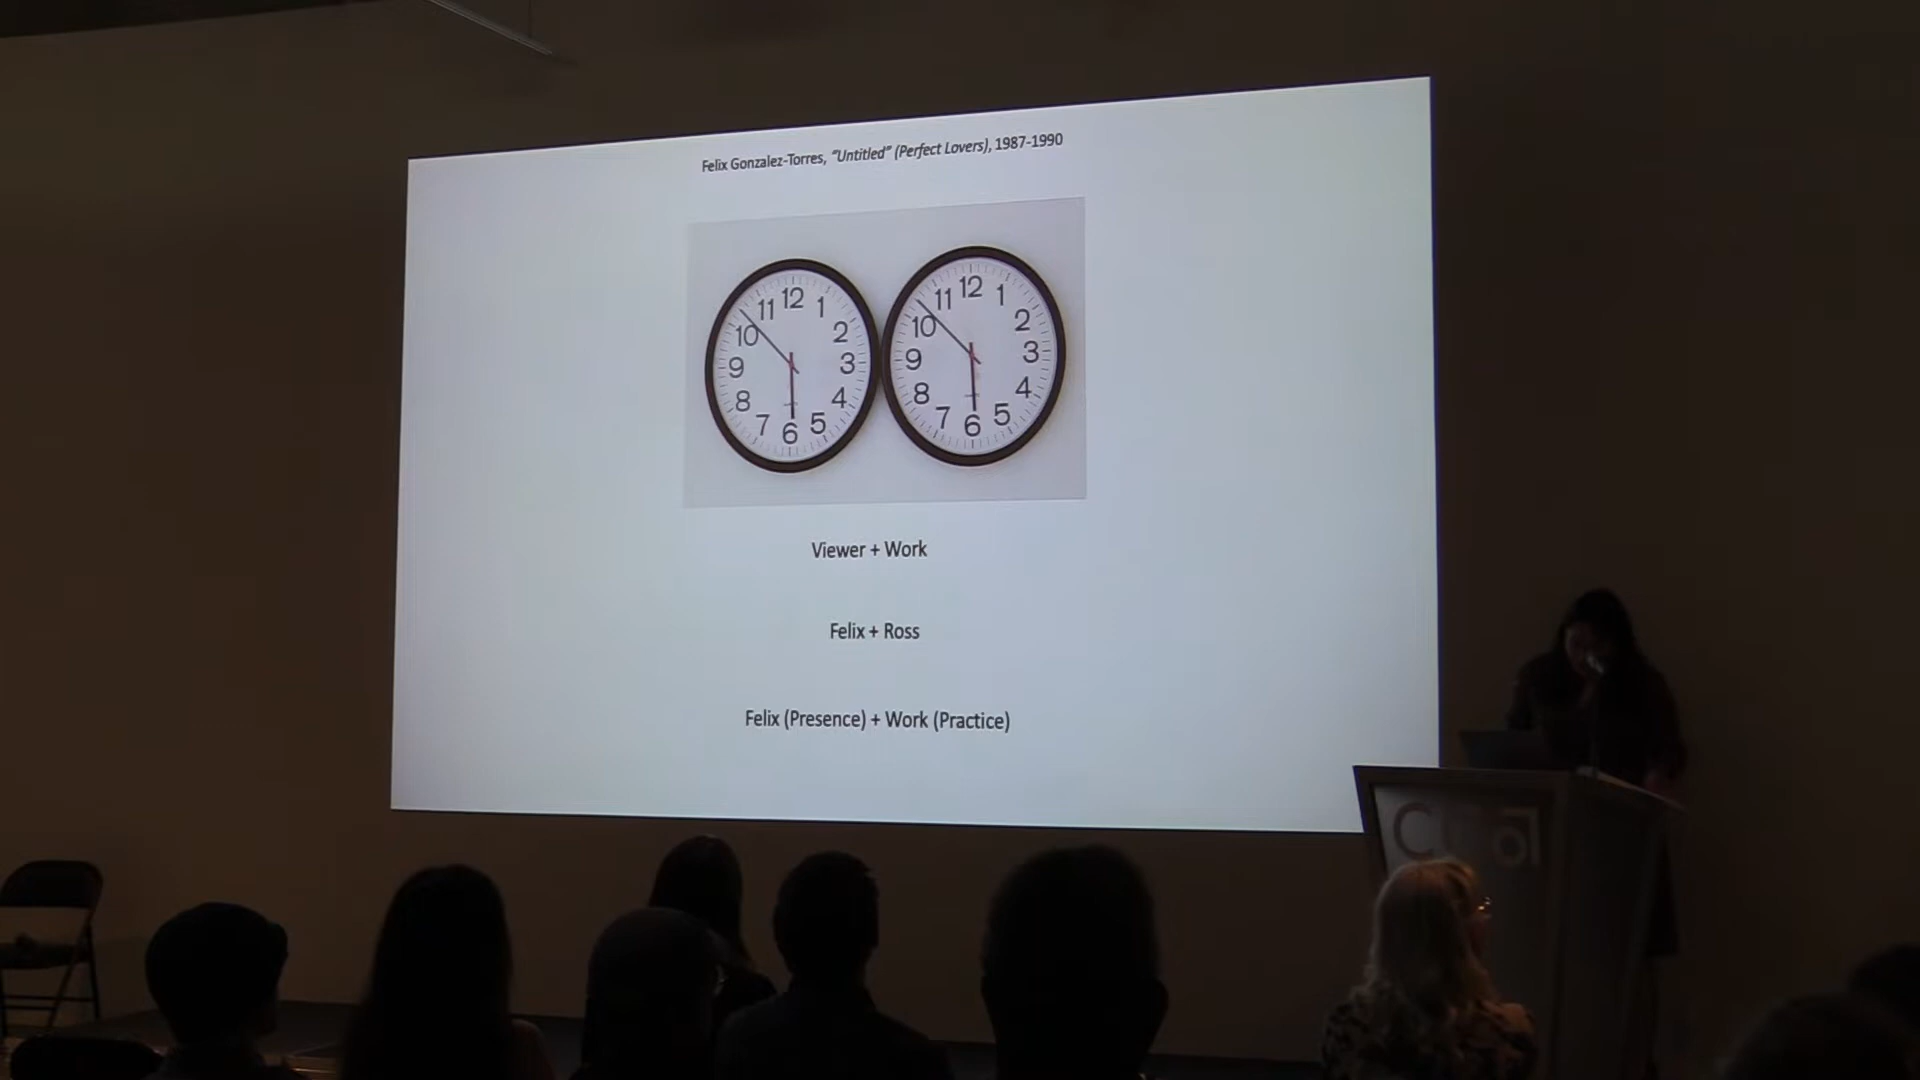 Felix Gonzalez-Torres, “Untitled” (Perfect Lovers), 1987-1990
12 12
11 1 11 1
10 2 10 2
9 3 9 3
8 4 8 4
7 5 7 5
6 6
Viewer + Work
Felix + Ross
Felix (Presence) + Work (Practice)